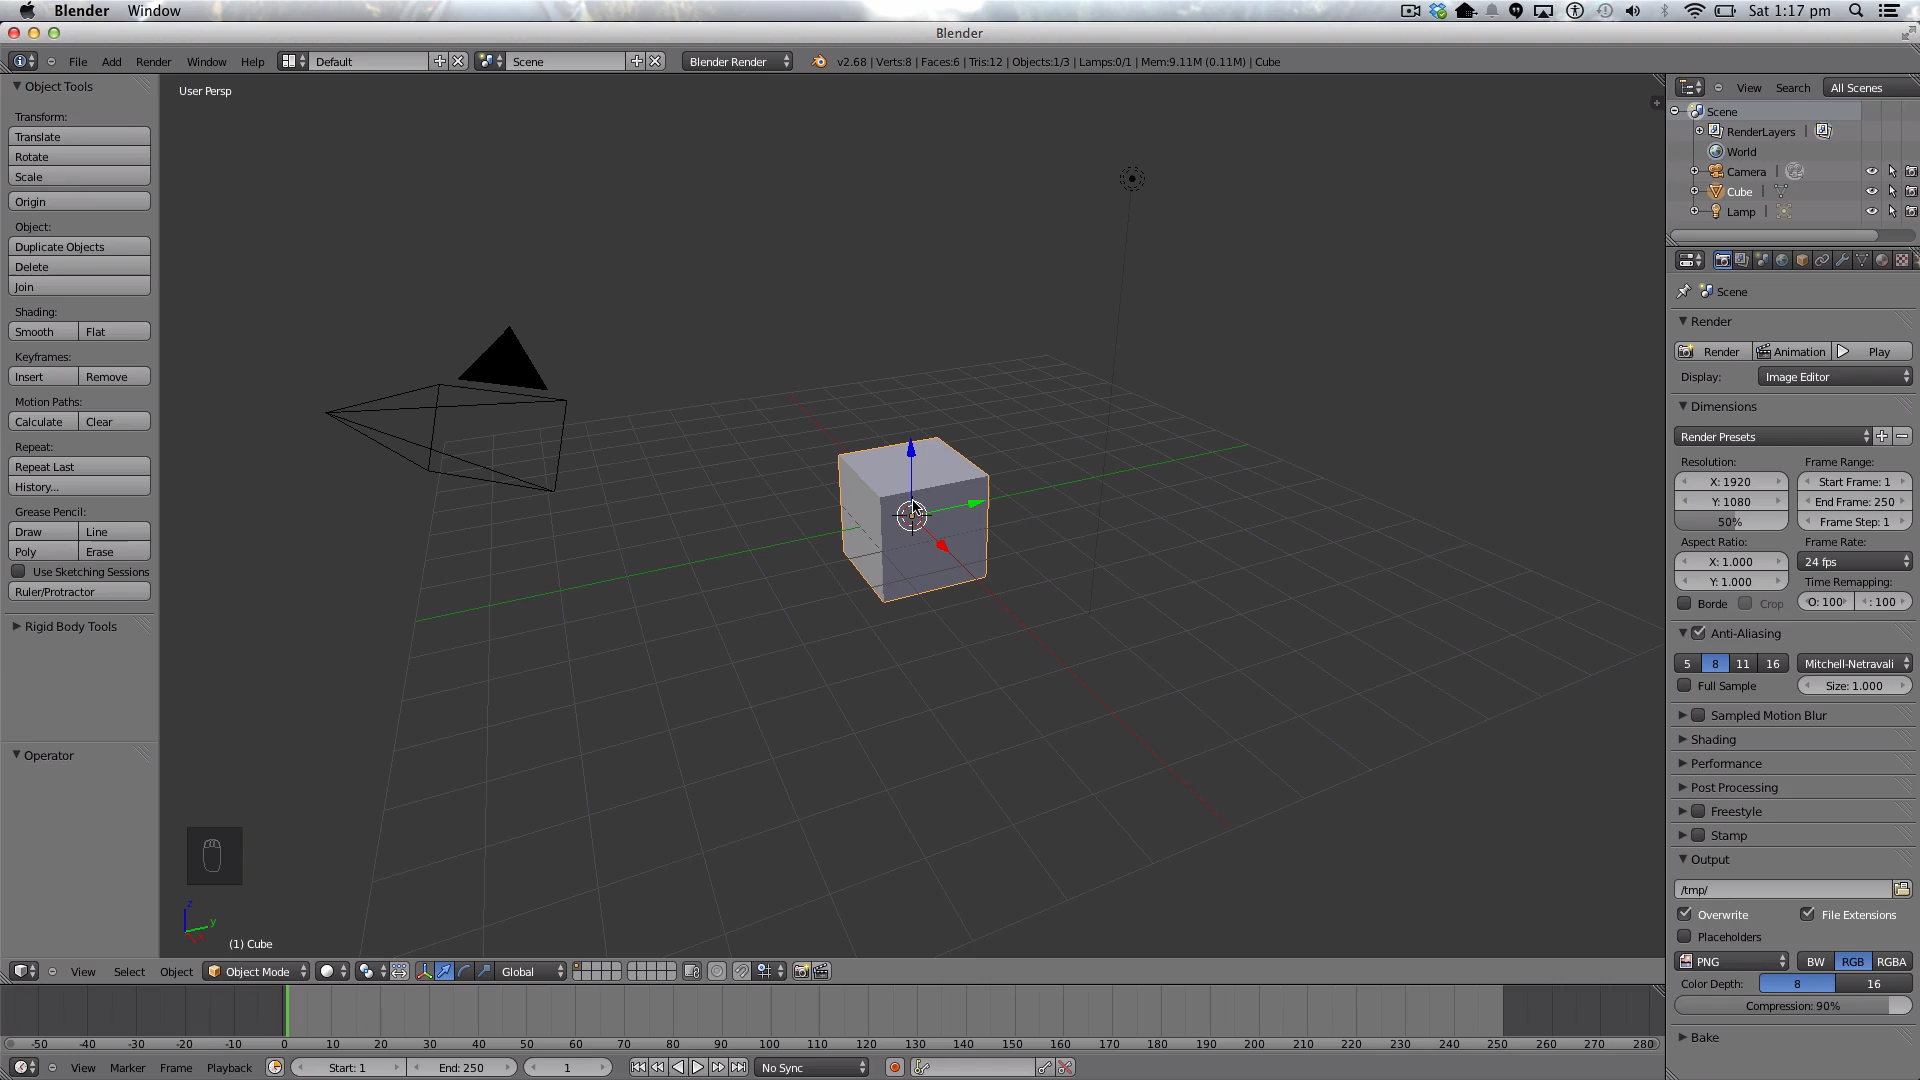 Blender Window Sat 1:17 pm
Blender
File Add Render Window Help Default Scene Blender Render v2.68 | Verts:8 | Faces:6 | Tris:12 | Objects:1/3 | Lamps:0/1 | Mem:9.11M (0.11M) | Cube
Object Tools
Transform:
Translate
Rotate
Scale
Origin
Object:
Duplicate Objects
Delete
Join
Shading:
Smooth Flat
Keyframes:
Insert Remove
Motion Paths:
Calculate Clear
Repeat:
Repeat Last
History...
Grease Pencil:
Draw Line
Poly Erase
Use Sketching Sessions
Ruler/Protractor
Rigid Body Tools
Operator
User Persp
z
y
(1) Cube
View Select Object Object Mode Global
-50 -40 -30 -20 -10 0 10 20 30 40 50 60 70 80 90 100 110 120 130 140 150 160 170 180 190 200 210 220 230 240 250 260 270 280
View Marker Frame Playback Start: 1 End: 250 1 No Sync
View Search All Scenes
Scene
RenderLayers |
World
Camera |
Cube |
Lamp |
Scene
Render
Render Animation Play
Display: Image Editor
Dimensions
Render Presets
Resolution: Frame Range:
X: 1920 Start Frame: 1
Y: 1080 End Frame: 250
50% Frame Step: 1
Aspect Ratio: Frame Rate:
X: 1.000 24 fps
Y: 1.000 Time Remapping:
Borde Crop O: 100 : 100
Anti-Aliasing
5 8 11 16 Mitchell-Netravali
Full Sample Size: 1.000
Sampled Motion Blur
Shading
Performance
Post Processing
Freestyle
Stamp
Output
/tmp/
Overwrite File Extensions
Placeholders
PNG BW RGB RGBA
Color Depth: 8 16
Compression: 90%
Bake